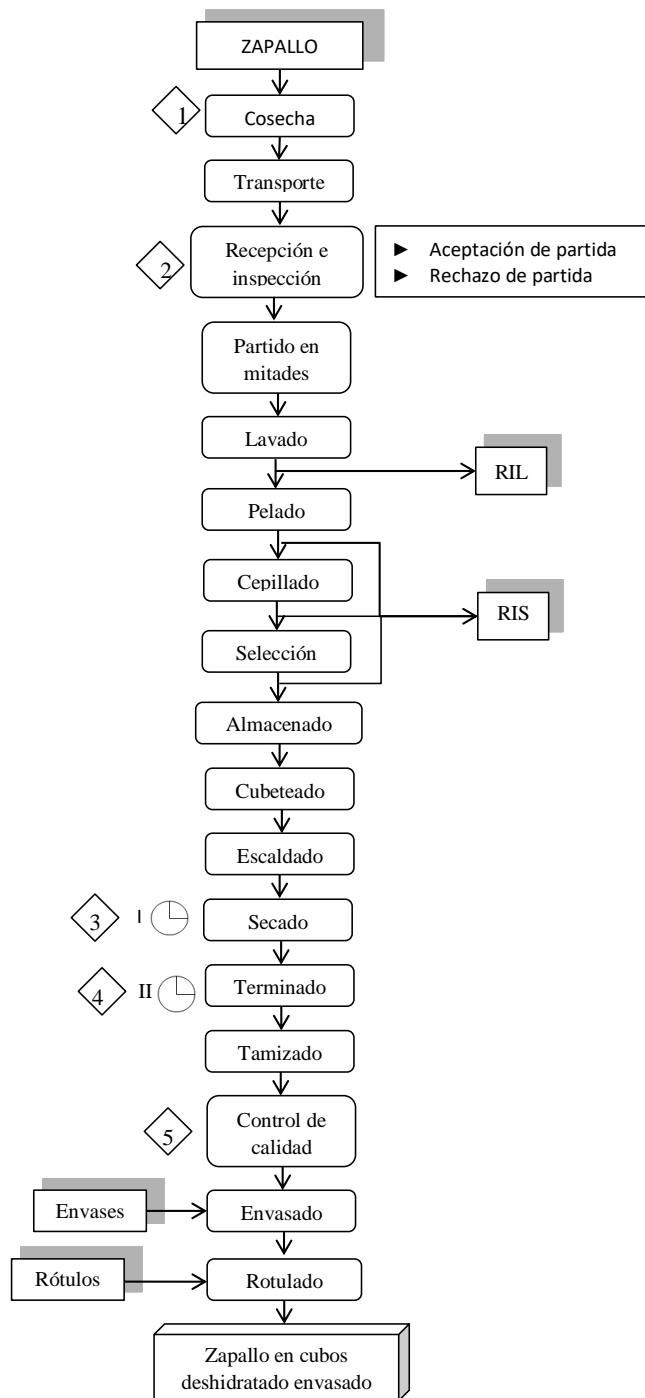 ZAPALLO
1
Cosecha
Transporte
2
Recepción e
inspección
► Aceptación de partida
► Rechazo de partida
Partido en
mitades
Lavado
RIL
Pelado
Cepillado
RIS
Selección
Almacenado
Cubeteado
Escaldado
3
I
Secado
4
II
Terminado
Tamizado
5
Control de
calidad
Envases
Envasado
Rótulos
Rotulado
Zapallo en cubos
deshidratado envasado